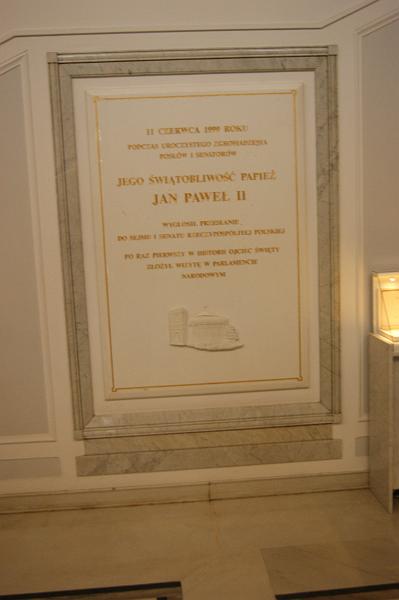 11 CZERWCA 1999 ROKU
PODCZAS UROCZYSTEGO ZGROMADZENIA
POSŁÓW I SENATORÓW
JEGO ŚWIĄTOBLIWOŚĆ PAPIEŻ
JAN PAWEŁ II
WYGŁOSIŁ PRZESŁANIE
DO SEJMU I SENATU RZECZYPOSPOLITEJ POLSKIEJ
PO RAZ PIERWSZY W HISTORII OJCIEC ŚWIĘTY
ZŁOŻYŁ WIZYTĘ W PARLAMENCIE
NARODOWYM